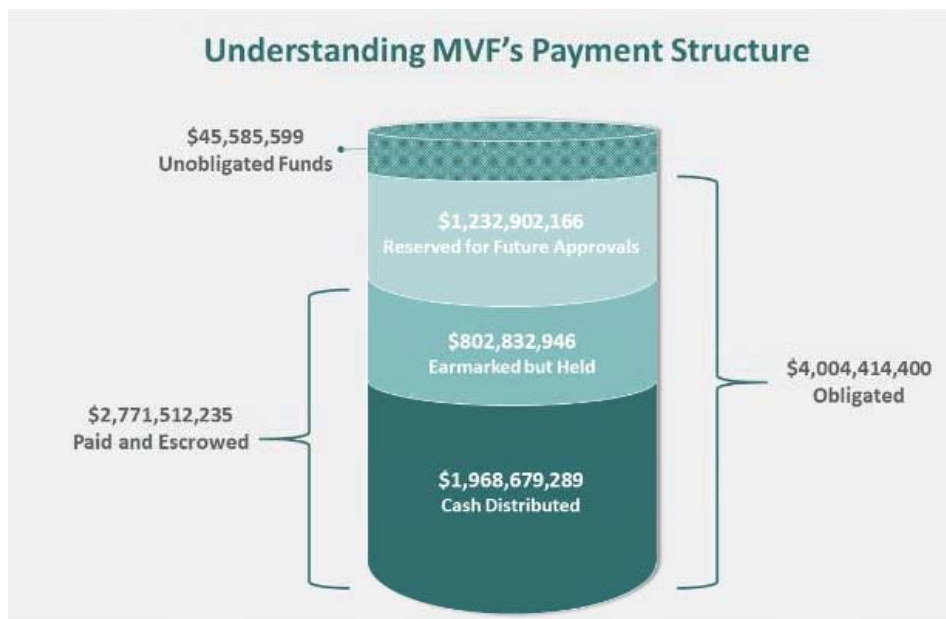 Understanding MVF's Payment Structure
$45,585,599
Unobligated Funds
$1,232,902,166
Reserved for Future Approvals
$802,832,946
Earmarked but Held
$4,004,414,400
Obligated
$2,771,512,235
Paid and Escrowed
$1,968,679,289
Cash Distributed